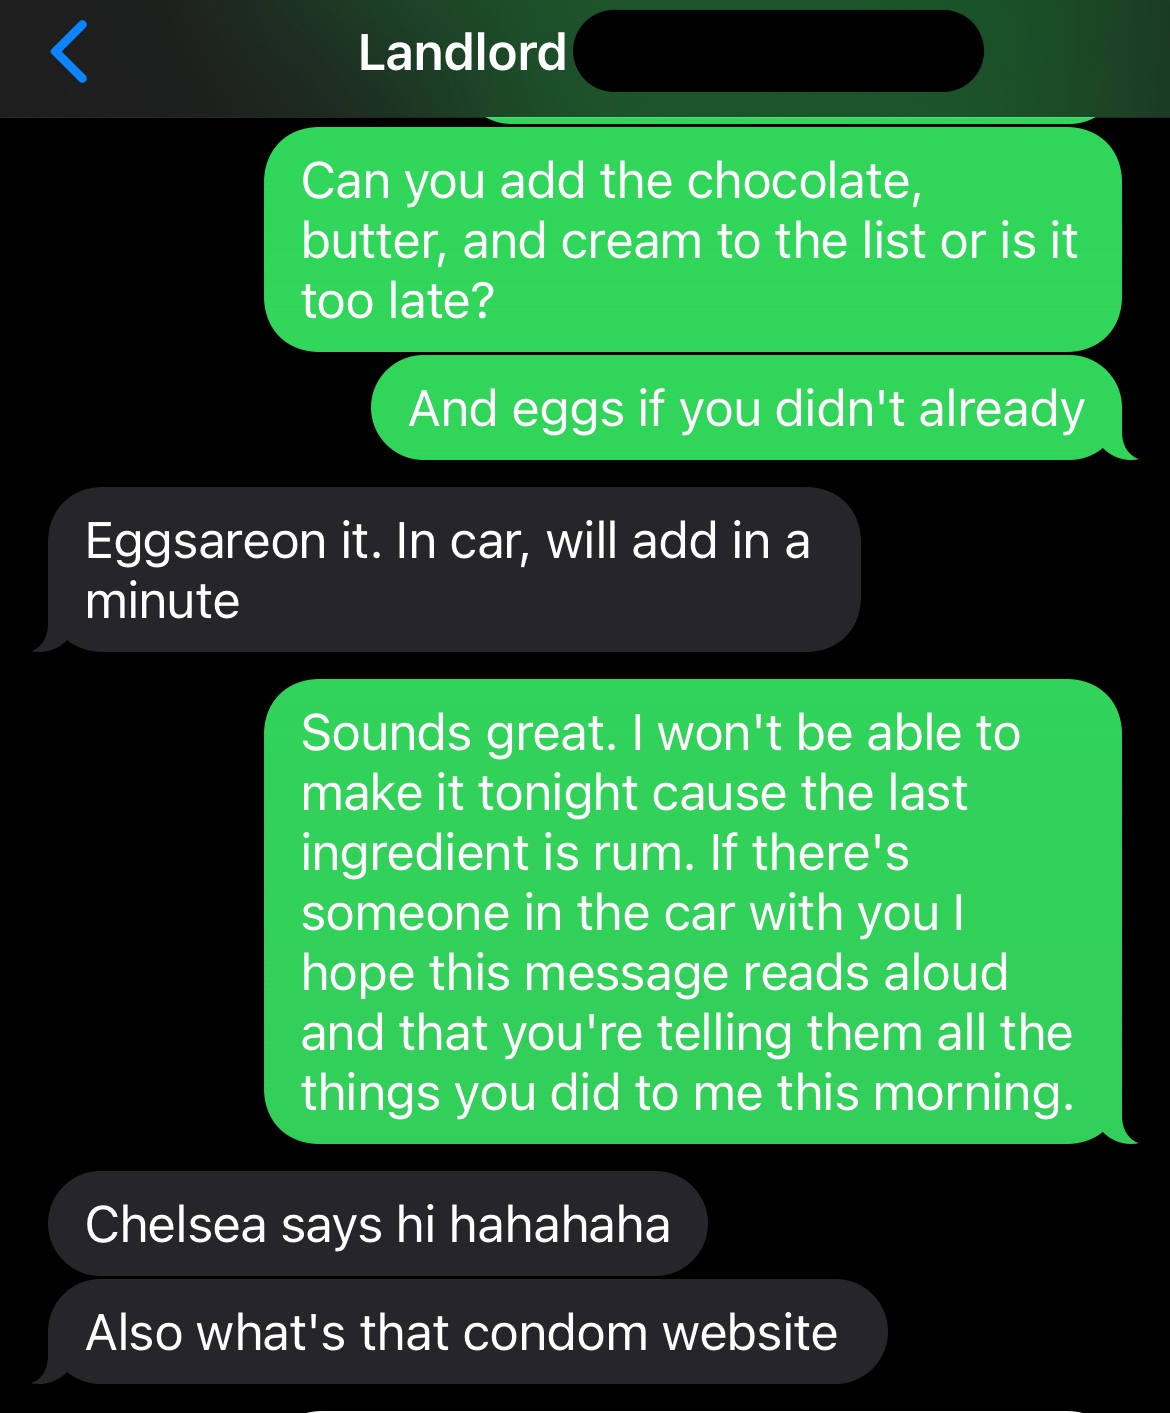 Landlord
Can you add the chocolate,
butter, and cream to the list or is it
too late?
And eggs if you didn't already
Eggsareon it. In car, will add in a
minute
Sounds great. I won't be able to
make it tonight cause the last
ingredient is rum. If there's
someone in the car with you I
hope this message reads aloud
and that you're telling them all the
things you did to me this morning.
Chelsea says hi hahahaha
Also what's that condom website